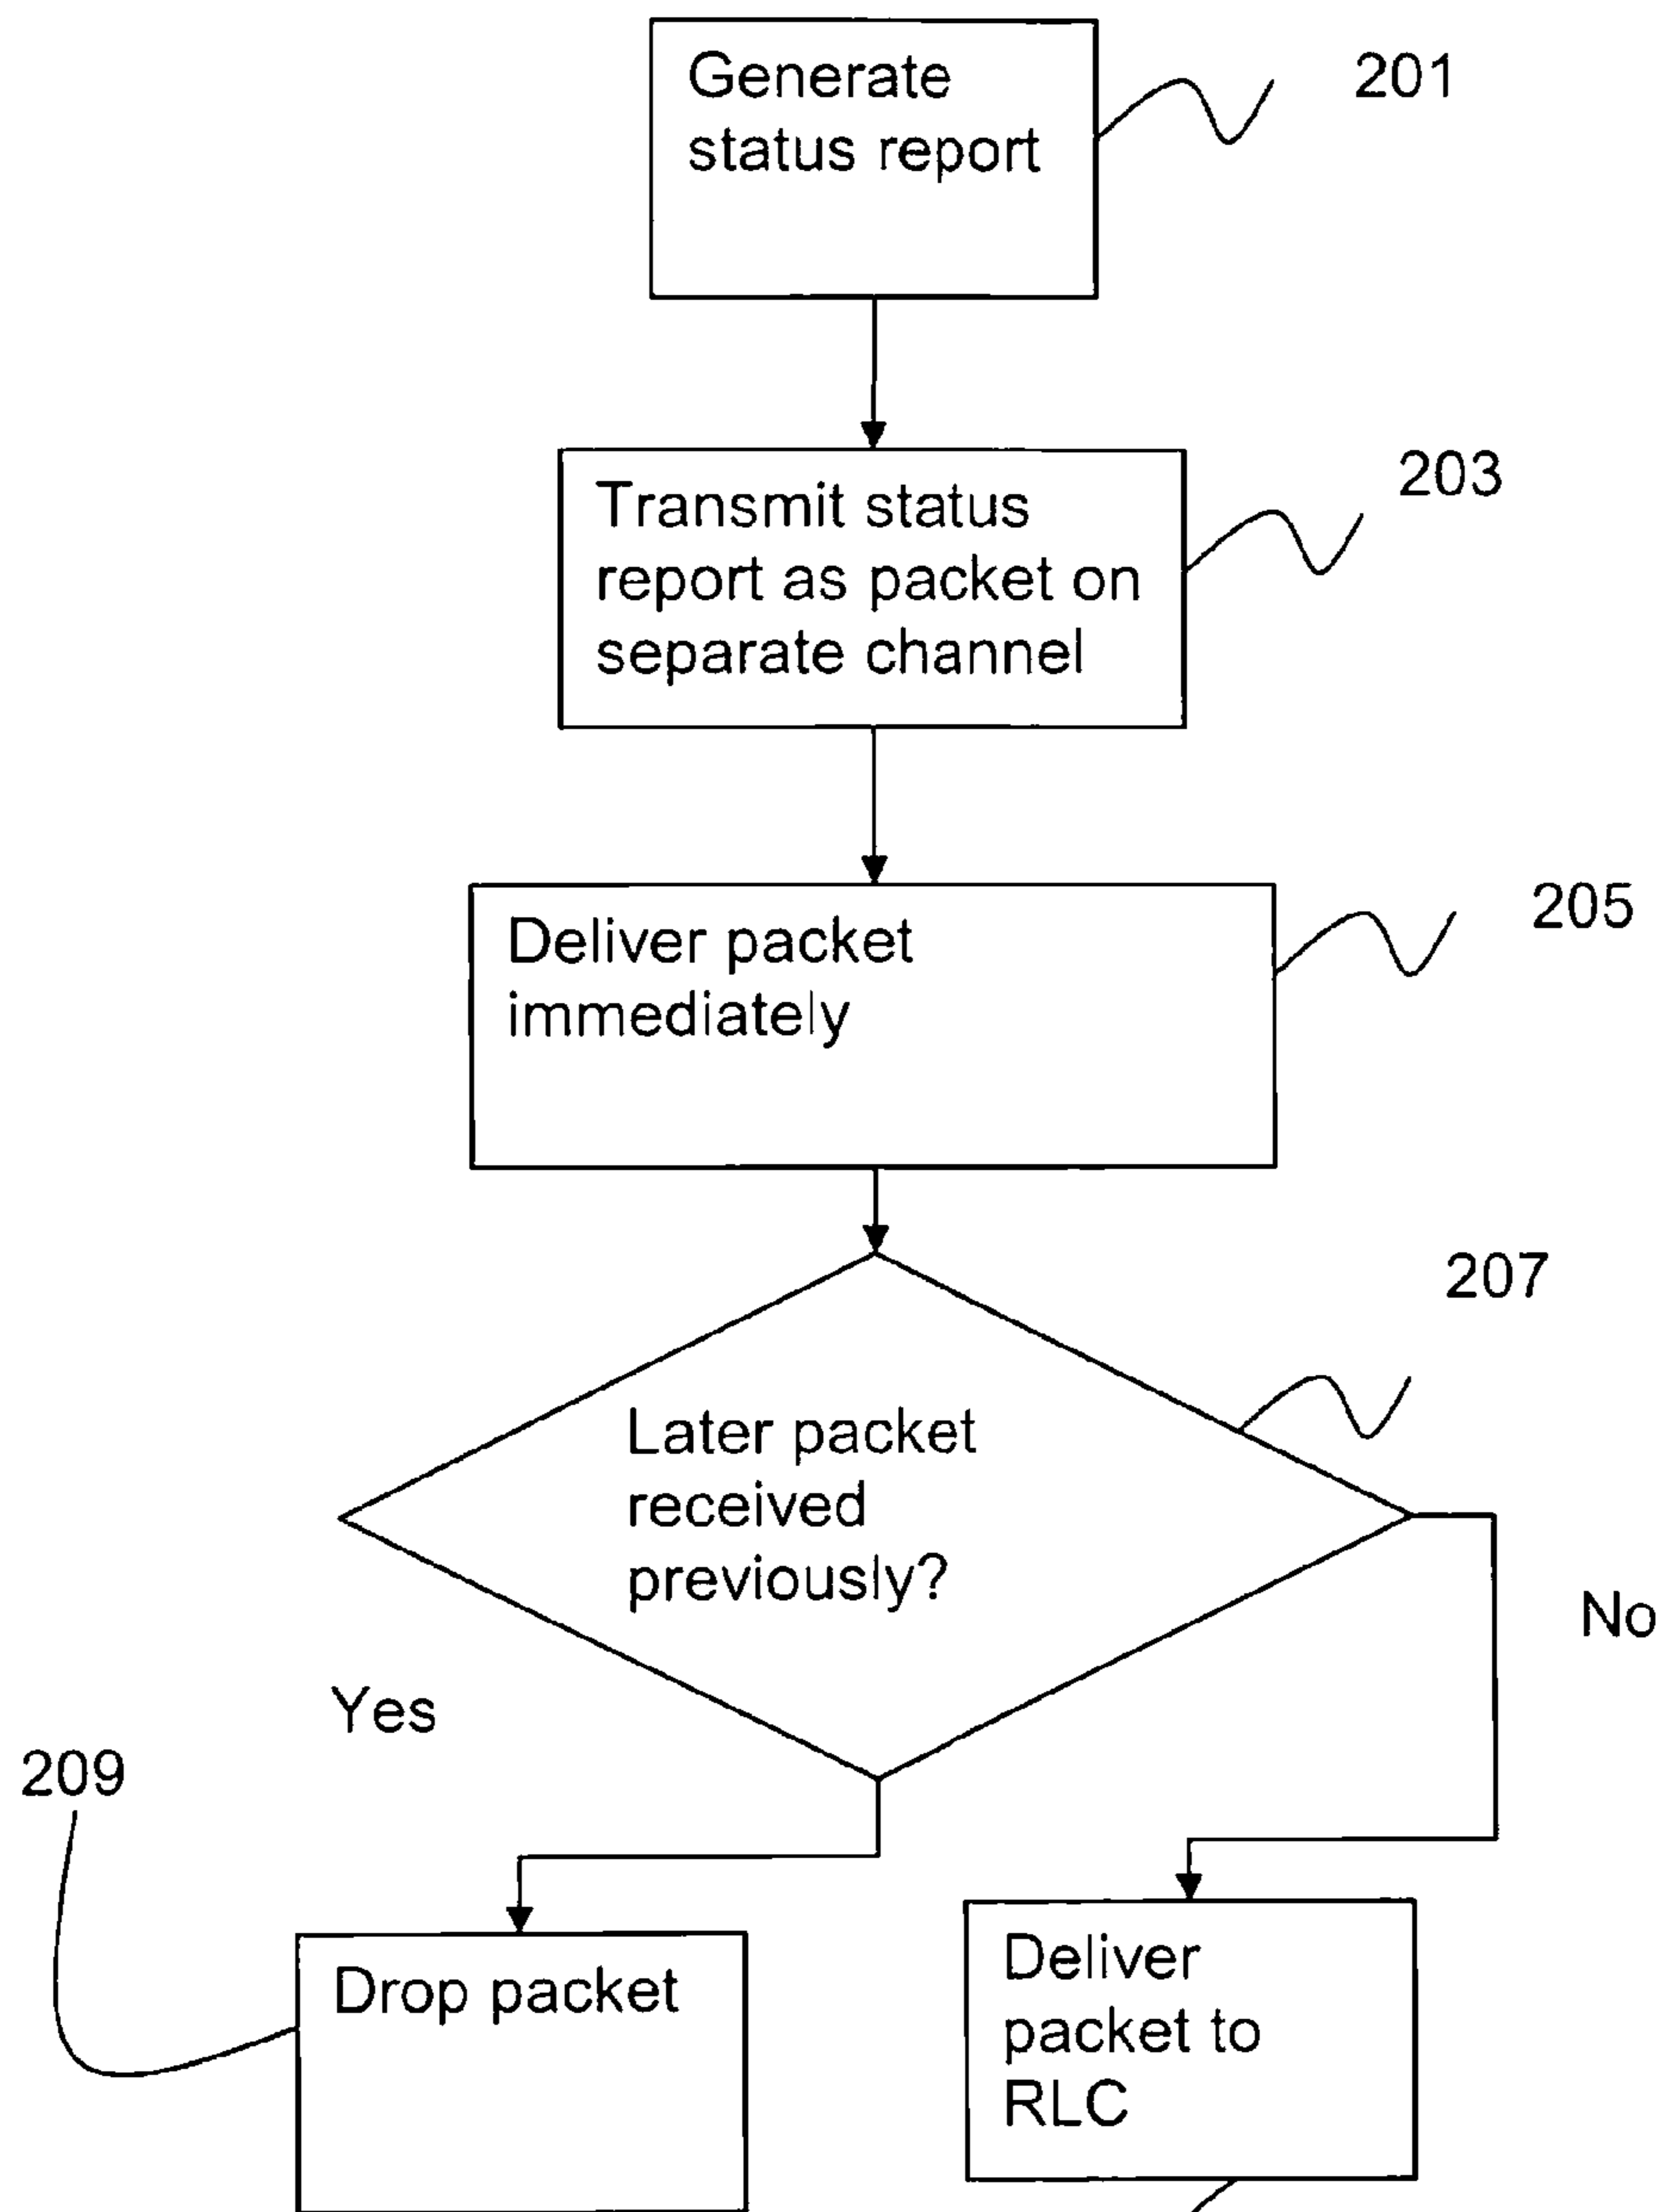 Generate
status report
201
Transmit status
report as packet on
separate channel
203
Deliver packet
immediately
205
Later packet
received
previously?
207
No
Yes
209
Drop packet
Deliver
packet to
RLC